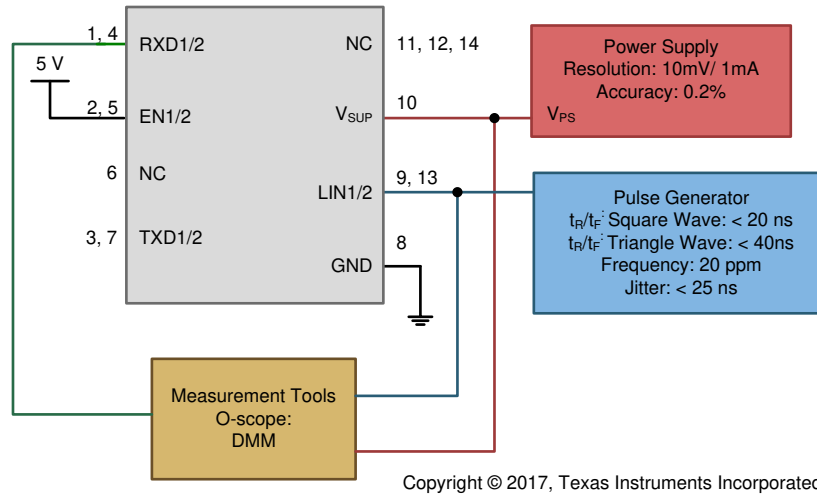 1, 4
RXD1/2
5 V
2, 5
EN1/2
6
NC
3, 7
TXD1/2
NC
11, 12, 14
VSUP
10
LIN1/2
9, 13
GND
8
Power Supply
Resolution: 10mV/ 1mA
Accuracy: 0.2%
VPS
Pulse Generator
tR/tF: Square Wave: < 20 ns
tR/tF: Triangle Wave: < 40ns
Frequency: 20 ppm
Jitter: < 25 ns
Measurement Tools
O-scope:
DMM
Copyright © 2017, Texas Instruments Incorporated